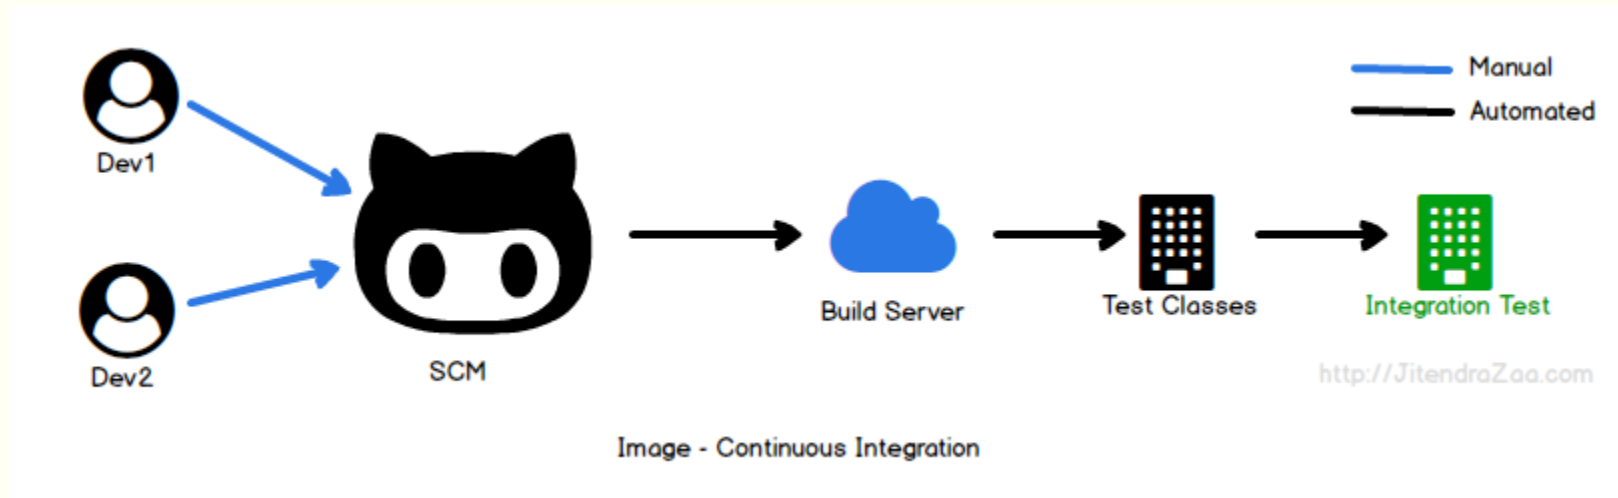 Manual
Automated
Dev1
Dev2
SCM
Build Server
Test Classes
Integration Test
http://JitendraZaa.com
Image - Continuous Integration